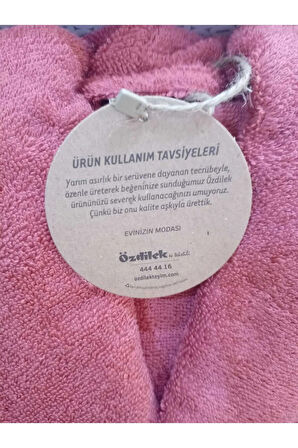 ÜRÜN KULLANIM TAVSİYELERİ
Yarım asırlık bir serüvene dayanan tecrübeyle,
özenle üreterek beğeninize sunduğumuz Özdilek
ürününüzü severek kullanacağınızı umuyoruz.
Çünkü biz onu kalite aşkıyla ürettik.
EVİNİZİN MODASI
Özdilek
444 44 16
ozdilekteyim.com